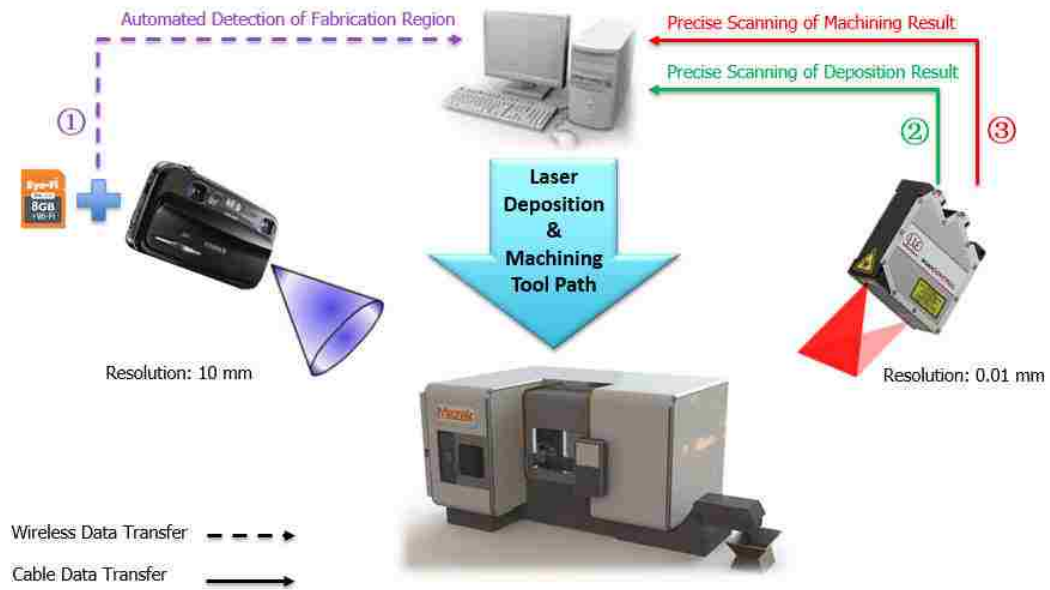 Automated Detection of Fabrication Region
Precise Scanning of Machining Result
Precise Scanning of Deposition Result
①
②
③
Eye-Fi
8GB
+Wi-Fi
Laser
Deposition
&
Machining
Tool Path
Resolution: 10 mm
Resolution: 0.01 mm
Mazak
Wireless Data Transfer
Cable Data Transfer